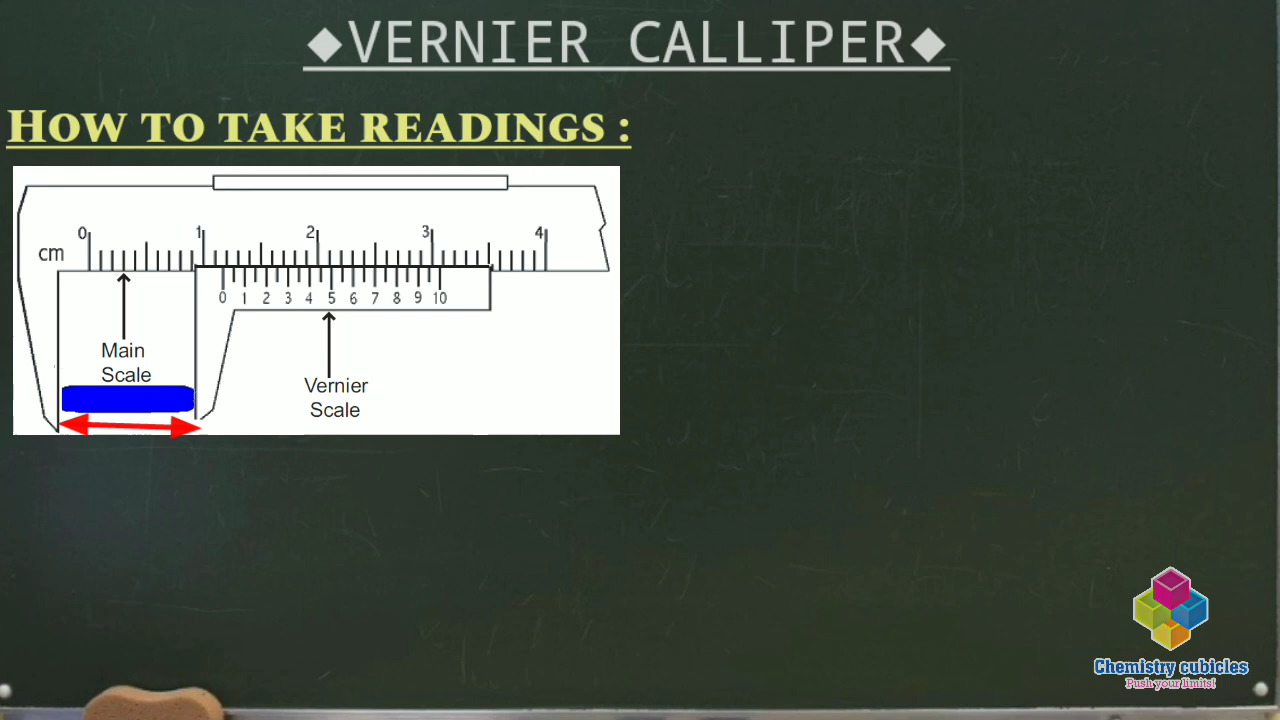 ◆VERNIER CALLIPER◆
HOW TO TAKE READINGS :
0 1 2 3 4
cm
0 1 2 3 4 5 6 7 8 9 10
Main
Scale
Vernier
Scale
Chemistry cubicles
Push your limits!